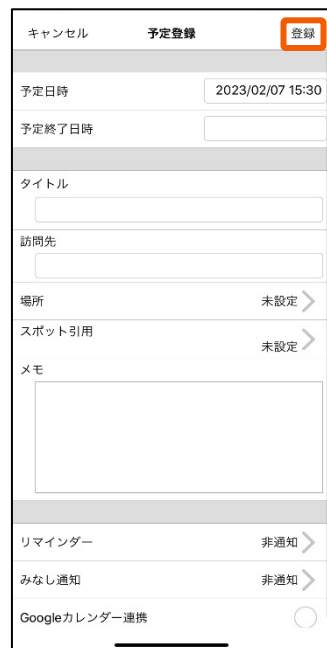 キャンセル 予定登録 登録
予定日時 2023/02/07 15:30
予定終了日時
タイトル
訪問先
場所 未設定
スポット引用 未設定
メモ
リマインダー 非通知
みなし通知 非通知
Googleカレンダー連携